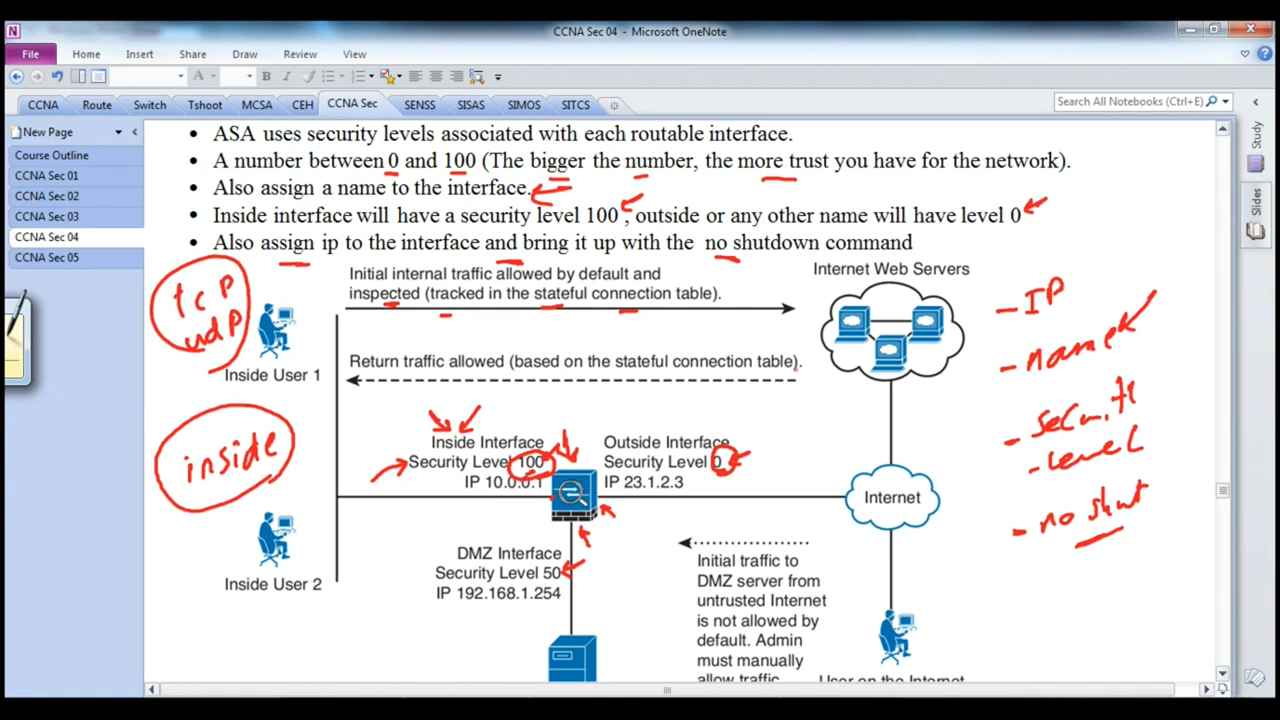 CCNA Sec 04 - Microsoft OneNote
File Home Insert Share Draw Review View
CCNA Route Switch Tshoot MCSA CEH CCNA Sec SENSS SISAS SIMOS SITCS
Search All Notebooks (Ctrl+E)
New Page
Course Outline
CCNA Sec 01
CCNA Sec 02
CCNA Sec 03
CCNA Sec 04
CCNA Sec 05
Study
Slides
• ASA uses security levels associated with each routable interface.
• A number between 0 and 100 (The bigger the number, the more trust you have for the network).
• Also assign a name to the interface.
• Inside interface will have a security level 100 , outside or any other name will have level 0
• Also assign ip to the interface and bring it up with the no shutdown command
Initial internal traffic allowed by default and
inspected (tracked in the stateful connection table).
Internet Web Servers
tcp
udp
Inside User 1
Return traffic allowed (based on the stateful connection table).
- IP
- name
- security
- level
- no shut
inside
Inside Interface
Security Level 100
IP 10.0.0.1
Outside Interface
Security Level 0
IP 23.1.2.3
Internet
Inside User 2
DMZ Interface
Security Level 50
IP 192.168.1.254
Initial traffic to
DMZ server from
untrusted Internet
is not allowed by
default. Admin
must manually
allow traffic
User on the Internet